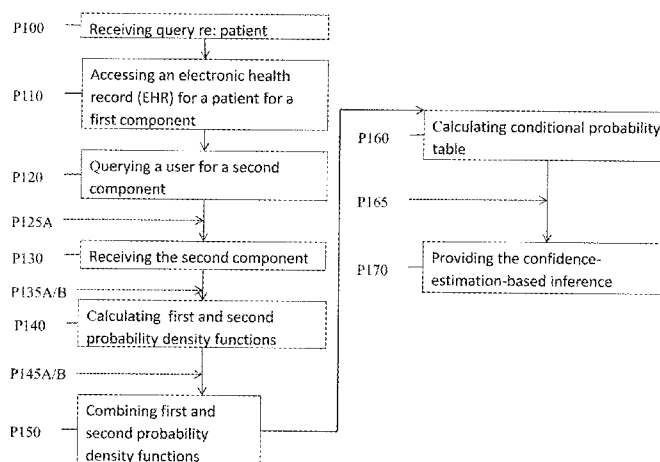 P100
Receiving query re: patient
P110
Accessing an electronic health
record (EHR) for a patient for a
first component
P120
Querying a user for a second
component
P125A
P130
Receiving the second component
P135A/B
P140
Calculating first and second
probability density functions
P145A/B
P150
Combining first and
second probability
density functions
P160
Calculating conditional probability
table
P165
P170
Providing the confidence-
estimation-based inference